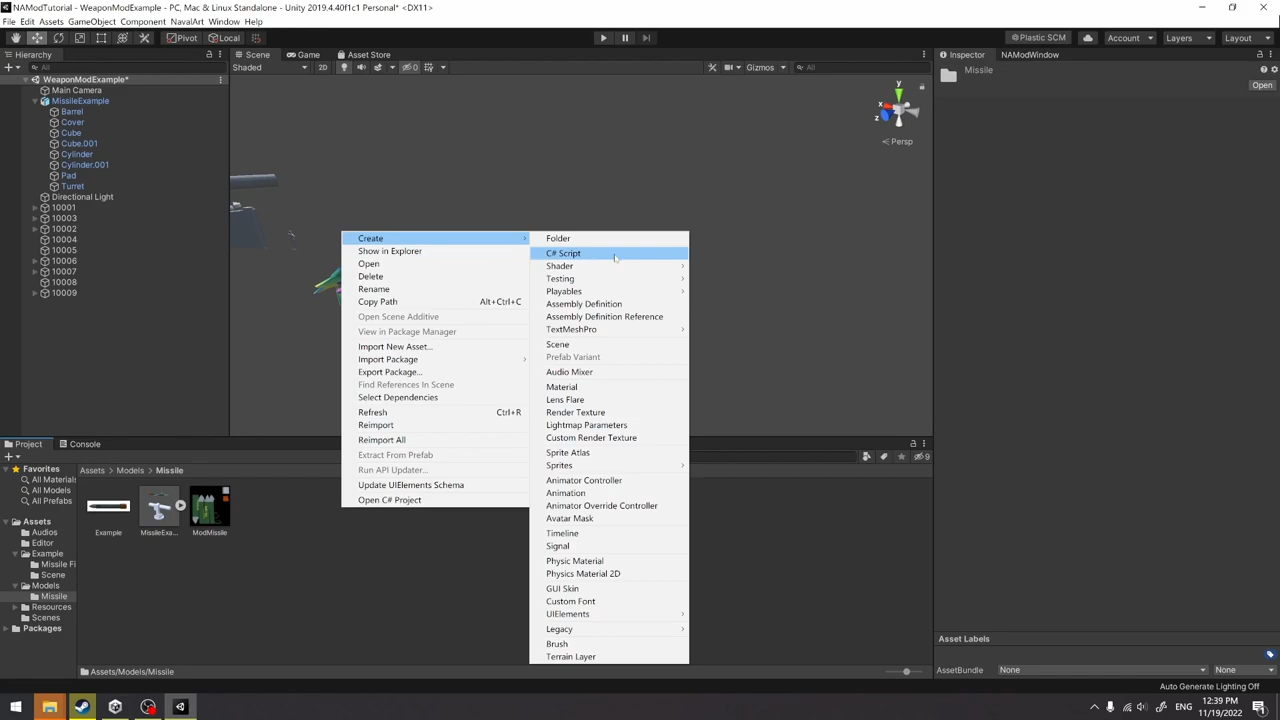 NAModTutorial - WeaponModExample - PC, Mac & Linux Standalone - Unity 2019.4.40f1c1 Personal* <DX11>
File Edit Assets GameObject Component NavalArt Window Help
Pivot Local Plastic SCM Account Layers Layout
Hierarchy Scene Game Asset Store Inspector NAModWindow
All Shaded 2D 0 Gizmos All Missile
Open
WeaponModExample*
Main Camera
MissileExample
Barrel
Cover
Cube
Cube.001
Cylinder
Cylinder.001
Pad
Turret
Directional Light
10001
10003
10002
10004
10005
10006
10007
10008
10009
y
x
z
Persp
Create
Show in Explorer
Open
Delete
Rename
Copy Path Alt+Ctrl+C
Open Scene Additive
View in Package Manager
Import New Asset...
Import Package
Export Package...
Find References In Scene
Select Dependencies
Refresh Ctrl+R
Reimport
Reimport All
Extract From Prefab
Run API Updater...
Update UIElements Schema
Open C# Project
Folder
C# Script
Shader
Testing
Playables
Assembly Definition
Assembly Definition Reference
TextMeshPro
Scene
Prefab Variant
Audio Mixer
Material
Lens Flare
Render Texture
Lightmap Parameters
Custom Render Texture
Sprite Atlas
Sprites
Animator Controller
Animation
Animator Override Controller
Avatar Mask
Timeline
Signal
Physic Material
Physics Material 2D
GUI Skin
Custom Font
UIElements
Legacy
Brush
Terrain Layer
Project Console
9
Favorites
All Materials
All Models
All Prefabs
Assets
Audios
Editor
Example
Missile Fi
Scene
Models
Missile
Resources
Scenes
Packages
Assets > Models > Missile
Example MissileExa... ModMissile
Assets/Models/Missile
Asset Labels
AssetBundle None None
Auto Generate Lighting Off
ENG
12:39 PM
11/19/2022